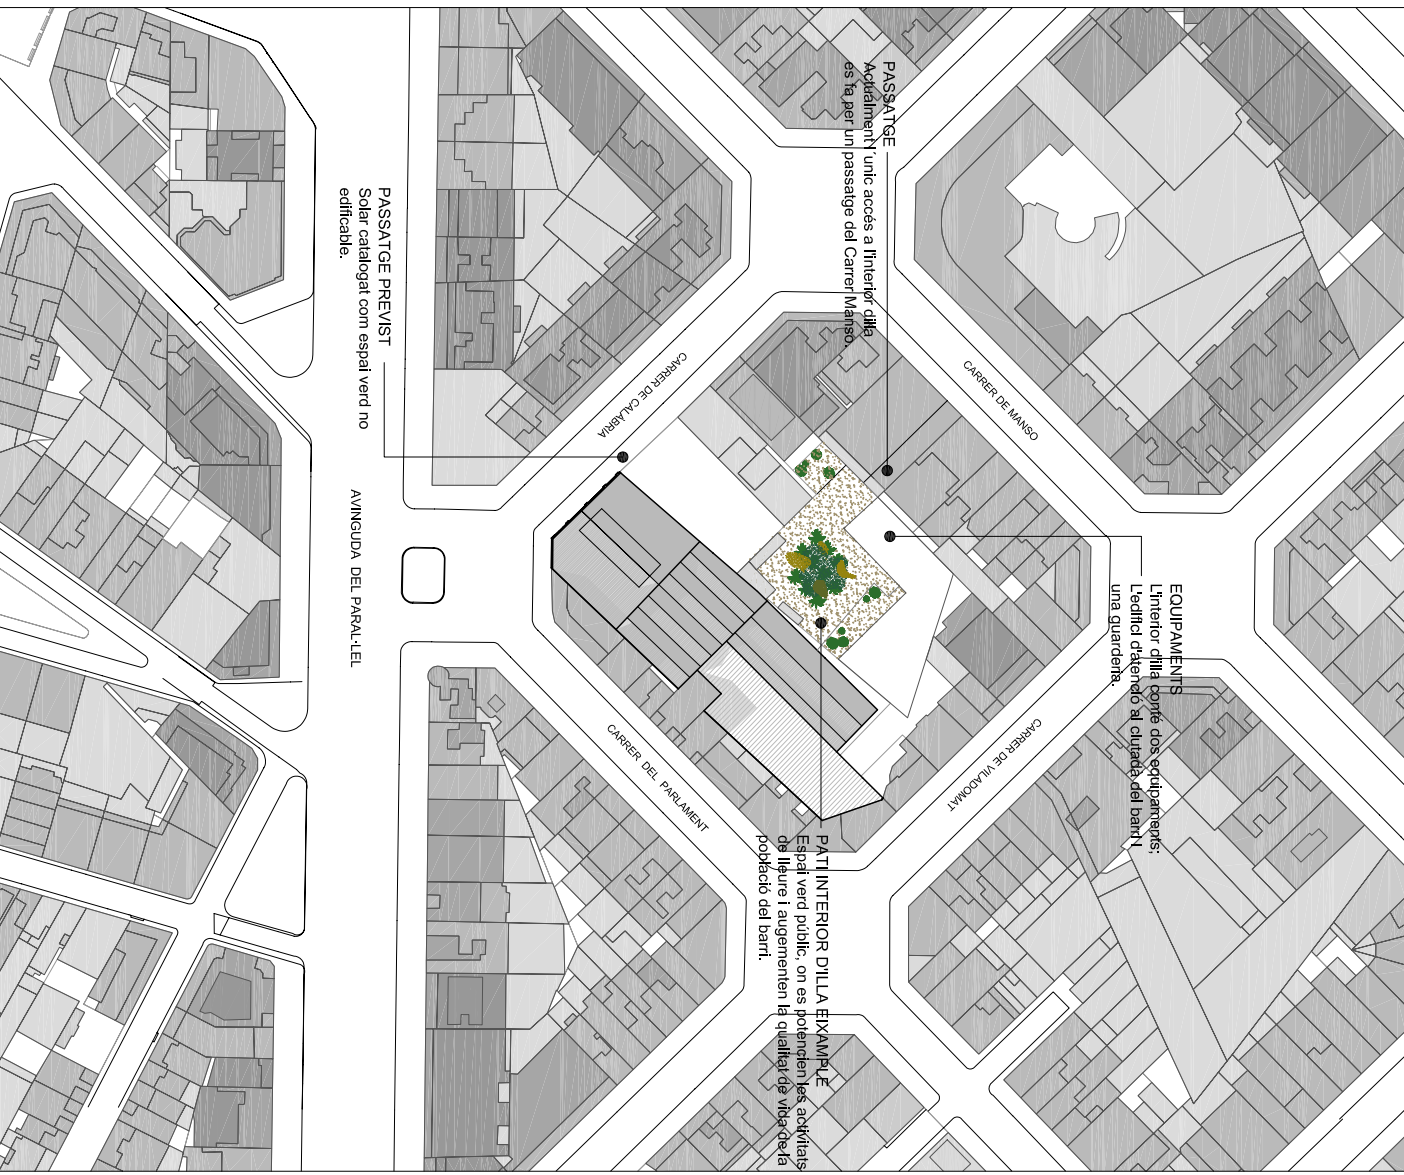 PASSATGE
Actualment l'unic accés a l'interior d'illa
es fa per un passatge del Carrer Manso.
PASSATGE PREVIST
Solar catalogat com espai verd no
edificable.
CARRER DE CALÀBRIA
CARRER DE MANSO
AVINGUDA DEL PARAL·LEL
EQUIPAMENTS
L'interior d'illa conté dos equipaments;
L'edifici d'atenció al ciutadà del barri i
una guarderia.
CARRER DEL PARLAMENT
CARRER DE VILADOMAT
PATI INTERIOR D'ILLA EIXAMPLE
Espai verd públic, on es potencien les activitats
de lleure i augmenten la qualitat de vida de la
població del barri.